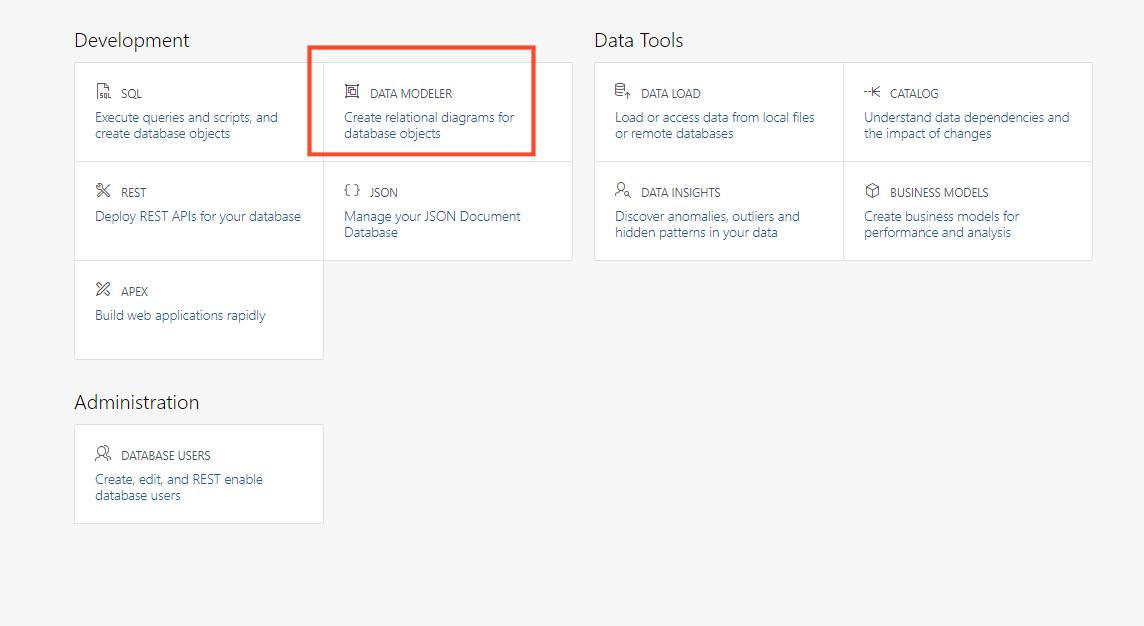 Development
SQL
Execute queries and scripts, and
create database objects
DATA MODELER
Create relational diagrams for
database objects
REST
Deploy REST APIs for your database
JSON
Manage your JSON Document
Database
APEX
Build web applications rapidly
Data Tools
DATA LOAD
Load or access data from local files
or remote databases
CATALOG
Understand data dependencies and
the impact of changes
DATA INSIGHTS
Discover anomalies, outliers and
hidden patterns in your data
BUSINESS MODELS
Create business models for
performance and analysis
Administration
DATABASE USERS
Create, edit, and REST enable
database users